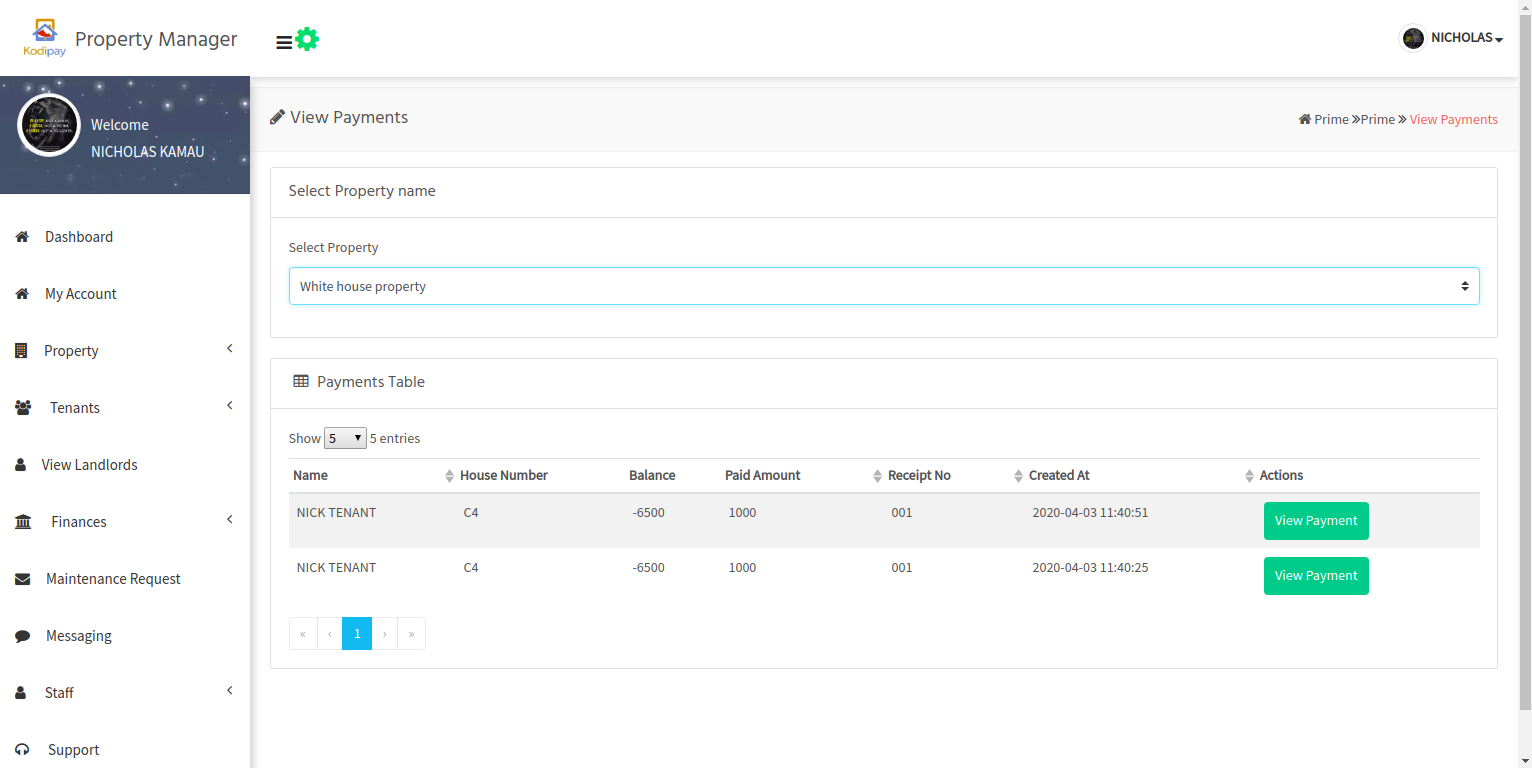 Kodipay
Property Manager
NICHOLAS
Welcome
NICHOLAS KAMAU
View Payments
Prime Prime View Payments
Dashboard
My Account
Property
Tenants
View Landlords
Finances
Maintenance Request
Messaging
Staff
Support
Select Property name
Select Property
White house property
Payments Table
Show 5 5 entries
Name House Number Balance Paid Amount Receipt No Created At Actions
NICK TENANT C4 -6500 1000 001 2020-04-03 11:40:51 View Payment
NICK TENANT C4 -6500 1000 001 2020-04-03 11:40:25 View Payment
« ‹ 1 › »